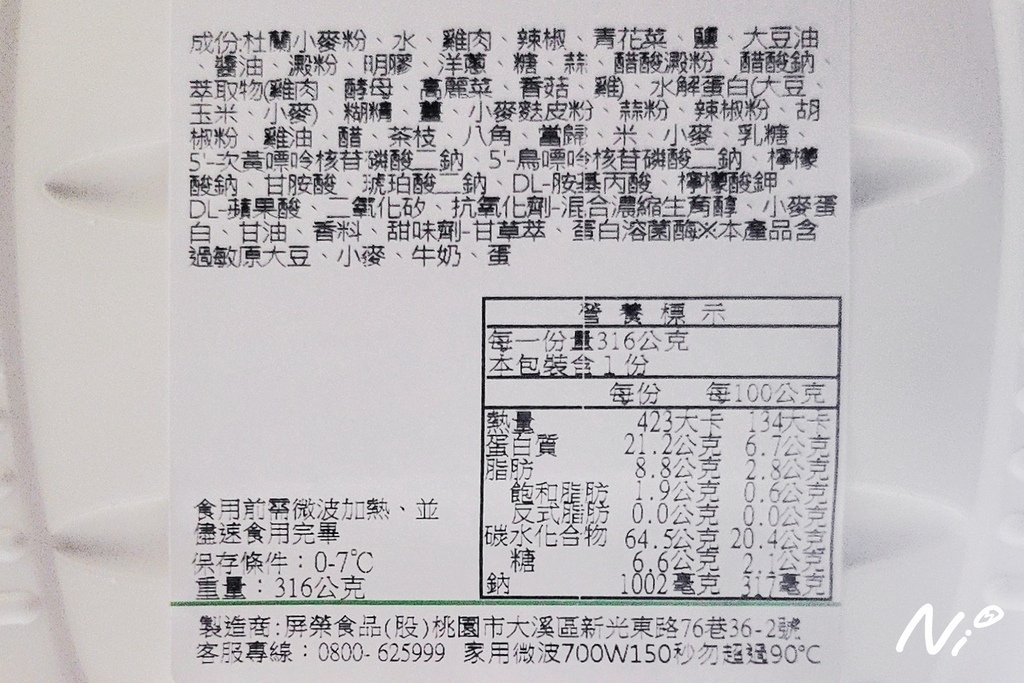 成份:杜蘭小麥粉、水、雞肉、辣椒、青花菜、鹽、大豆油
、醬油、澱粉、明膠、洋蔥、糖、蒜、醋酸澱粉、醋酸鈉、
萃取物(雞肉、酵母、高麗菜、香菇、雞)、水解蛋白(大豆、
玉米、小麥)、糊精、薑、小麥麩皮粉、蒜粉、辣椒粉、胡
椒粉、雞油、醋、茶枝、八角、當歸、米、小麥、乳糖、
5'-次黃嘌呤核苷磷酸二鈉、5'-鳥嘌呤核苷磷酸二鈉、檸檬
酸鈉、甘胺酸、琥珀酸二鈉、DL-胺基丙酸、檸檬酸鉀、
DL-蘋果酸、二氧化矽、抗氧化劑-混合濃縮生育醇、小麥蛋
白、甘油、香料、甜味劑-甘草萃、蛋白溶菌酶※本產品含
過敏原大豆、小麥、牛奶、蛋
營養標示
每一份量316公克
本包裝含 1 份
每份 每100公克
熱量 423大卡 134大卡
蛋白質 21.2公克 6.7公克
脂肪 8.8公克 2.8公克
飽和脂肪 1.9公克 0.6公克
反式脂肪 0.0公克 0.0公克
碳水化合物 64.5公克 20.4公克
糖 6.6公克 2.1公克
鈉 1002毫克 317毫克
食用前需微波加熱、並
儘速食用完畢
保存條件：0-7℃
重量：316公克
製造商:屏榮食品(股)桃園市大溪區新光東路76巷36-2號
客服專線：0800-625999 家用微波700W150秒勿超過90℃
Ni